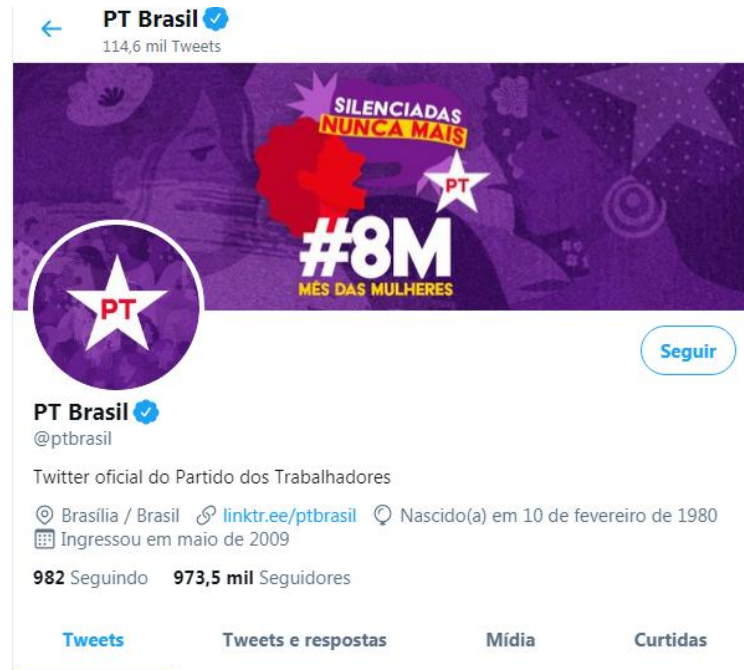 PT Brasil
114,6 mil Tweets
SILENCIADAS
NUNCA MAIS
PT
#8M
MÊS DAS MULHERES
PT
Seguir
PT Brasil
@ptbrasil
Twitter oficial do Partido dos Trabalhadores
Brasília / Brasil linktr.ee/ptbrasil Nascido(a) em 10 de fevereiro de 1980
Ingressou em maio de 2009
982 Seguindo 973,5 mil Seguidores
Tweets Tweets e respostas Mídia Curtidas